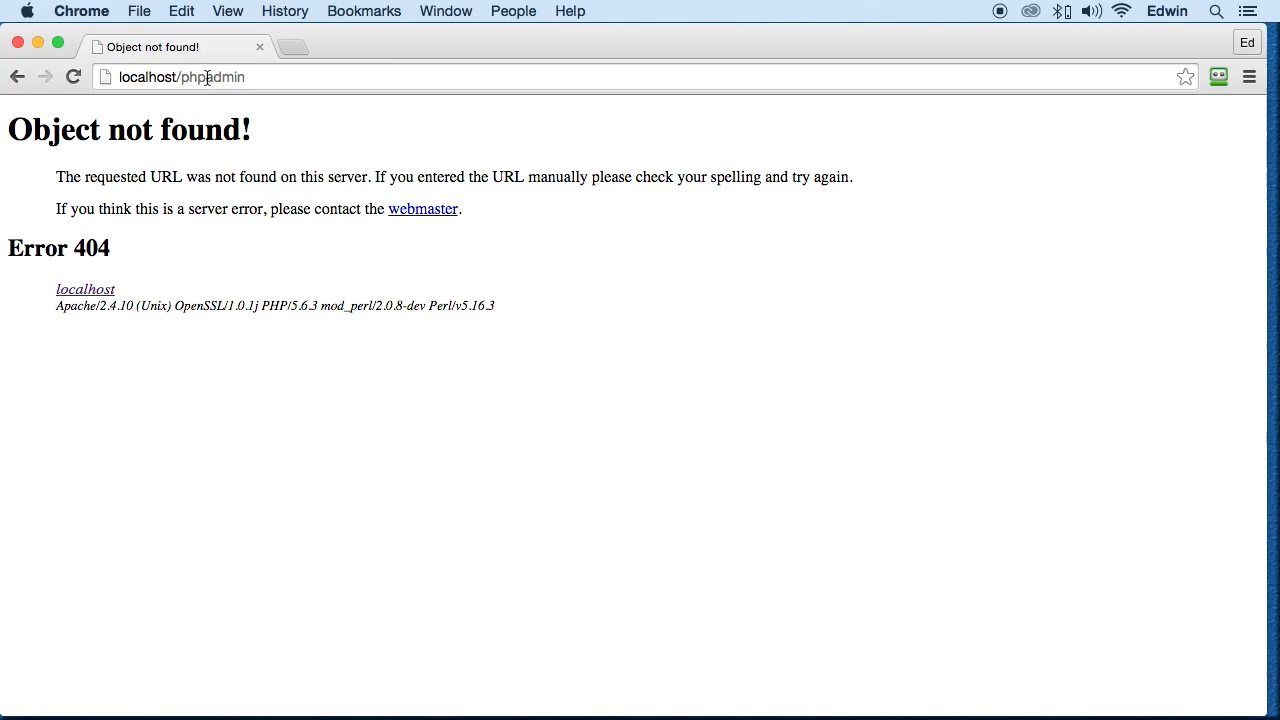 Chrome File Edit View History Bookmarks Window People Help Edwin
Object not found! Ed
localhost/phpadmin
Object not found!
The requested URL was not found on this server. If you entered the URL manually please check your spelling and try again.
If you think this is a server error, please contact the webmaster.
Error 404
localhost
Apache/2.4.10 (Unix) OpenSSL/1.0.1j PHP/5.6.3 mod_perl/2.0.8-dev Perl/v5.16.3